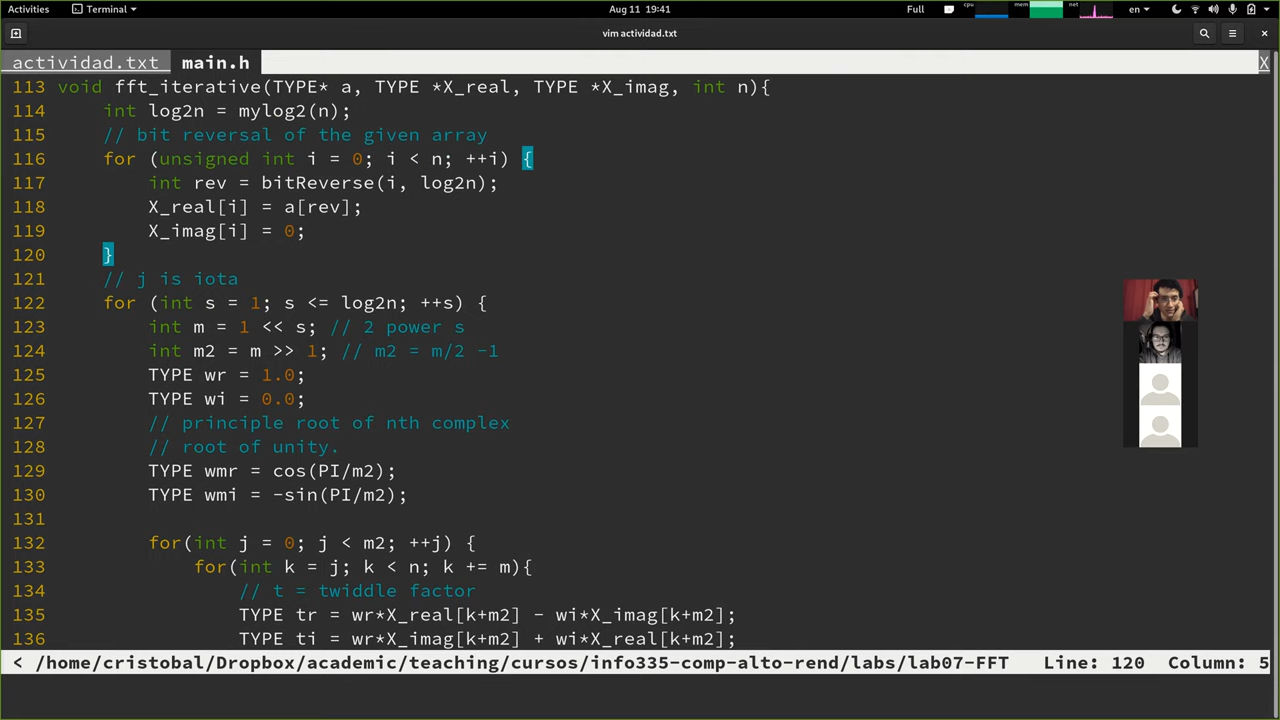 Activities Terminal Aug 11 19:41 Full cpu mem net en
vim actividad.txt
actividad.txt main.h X
113 void fft_iterative(TYPE* a, TYPE *X_real, TYPE *X_imag, int n){
114 int log2n = mylog2(n);
115 // bit reversal of the given array
116 for (unsigned int i = 0; i < n; ++i) {
117 int rev = bitReverse(i, log2n);
118 X_real[i] = a[rev];
119 X_imag[i] = 0;
120 }
121 // j is iota
122 for (int s = 1; s <= log2n; ++s) {
123 int m = 1 << s; // 2 power s
124 int m2 = m >> 1; // m2 = m/2 -1
125 TYPE wr = 1.0;
126 TYPE wi = 0.0;
127 // principle root of nth complex
128 // root of unity.
129 TYPE wmr = cos(PI/m2);
130 TYPE wmi = -sin(PI/m2);
131
132 for(int j = 0; j < m2; ++j) {
133 for(int k = j; k < n; k += m){
134 // t = twiddle factor
135 TYPE tr = wr*X_real[k+m2] - wi*X_imag[k+m2];
136 TYPE ti = wr*X_imag[k+m2] + wi*X_real[k+m2];
< /home/cristobal/Dropbox/academic/teaching/cursos/info335-comp-alto-rend/labs/lab07-FFT Line: 120 Column: 5